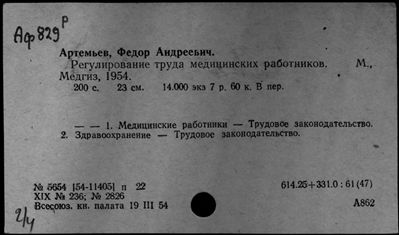 Аф829р
Артемьев, Федор Андреевич.
Регулирование труда медицинских работников. М.,
Медгиз, 1954.
200 с. 23 см. 14.000 экз 7 р. 60 к. В пер.
— — 1. Медицинские работники — Трудовое законодательство.
2. Здравоохранение — Трудовое законодательство.
№ 5654 [54-11405] п 22
614.25+331.0 : 61(47)
XIX № 236; № 2826
Всесоюз. кн. палата 19 III 54
А862
2/4